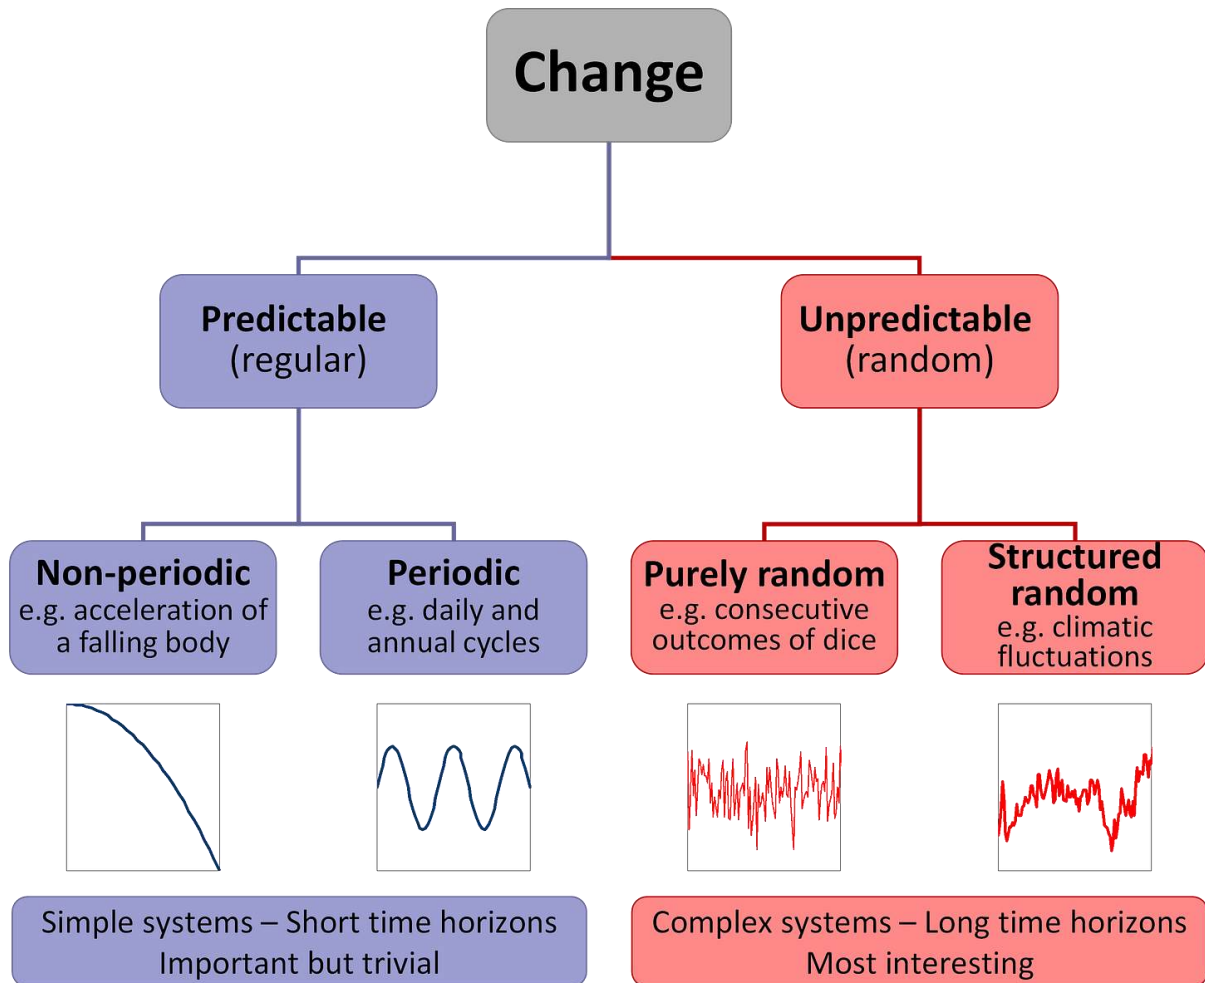 Change
Predictable
(regular)
Unpredictable
(random)
Non-periodic
e.g. acceleration of
a falling body
Periodic
e.g. daily and
annual cycles
Purely random
e.g. consecutive
outcomes of dice
Structured
random
e.g. climatic
fluctuations
Simple systems – Short time horizons
Important but trivial
Complex systems – Long time horizons
Most interesting